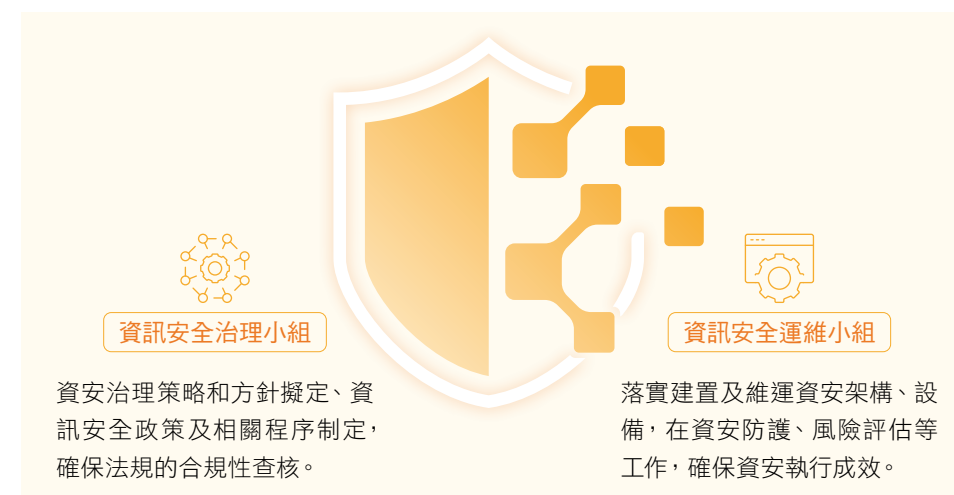 資訊安全治理小組
資安治理策略和方針擬定、資
訊安全政策及相關程序制定，
確保法規的合規性查核。
資訊安全運維小組
落實建置及維運資安架構、設
備，在資安防護、風險評估等
工作，確保資安執行成效。